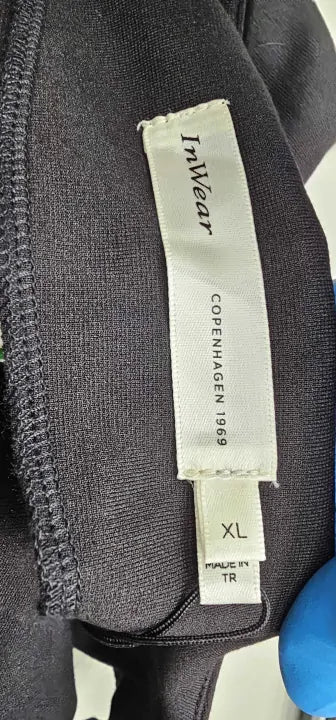 InWear
COPENHAGEN 1969
XL
MADE IN
TR